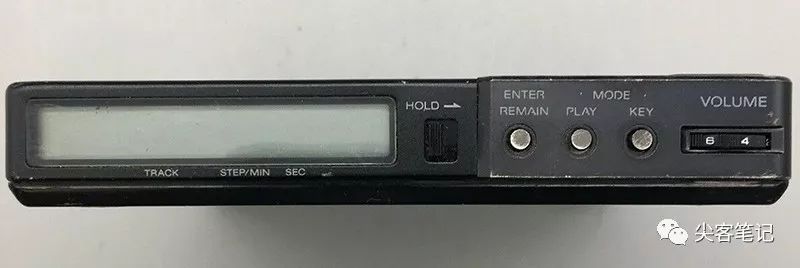 HOLD
ENTER
REMAIN
MODE
PLAY
KEY
VOLUME
6 4
TRACK
STEP/MIN
SEC
尖客笔记